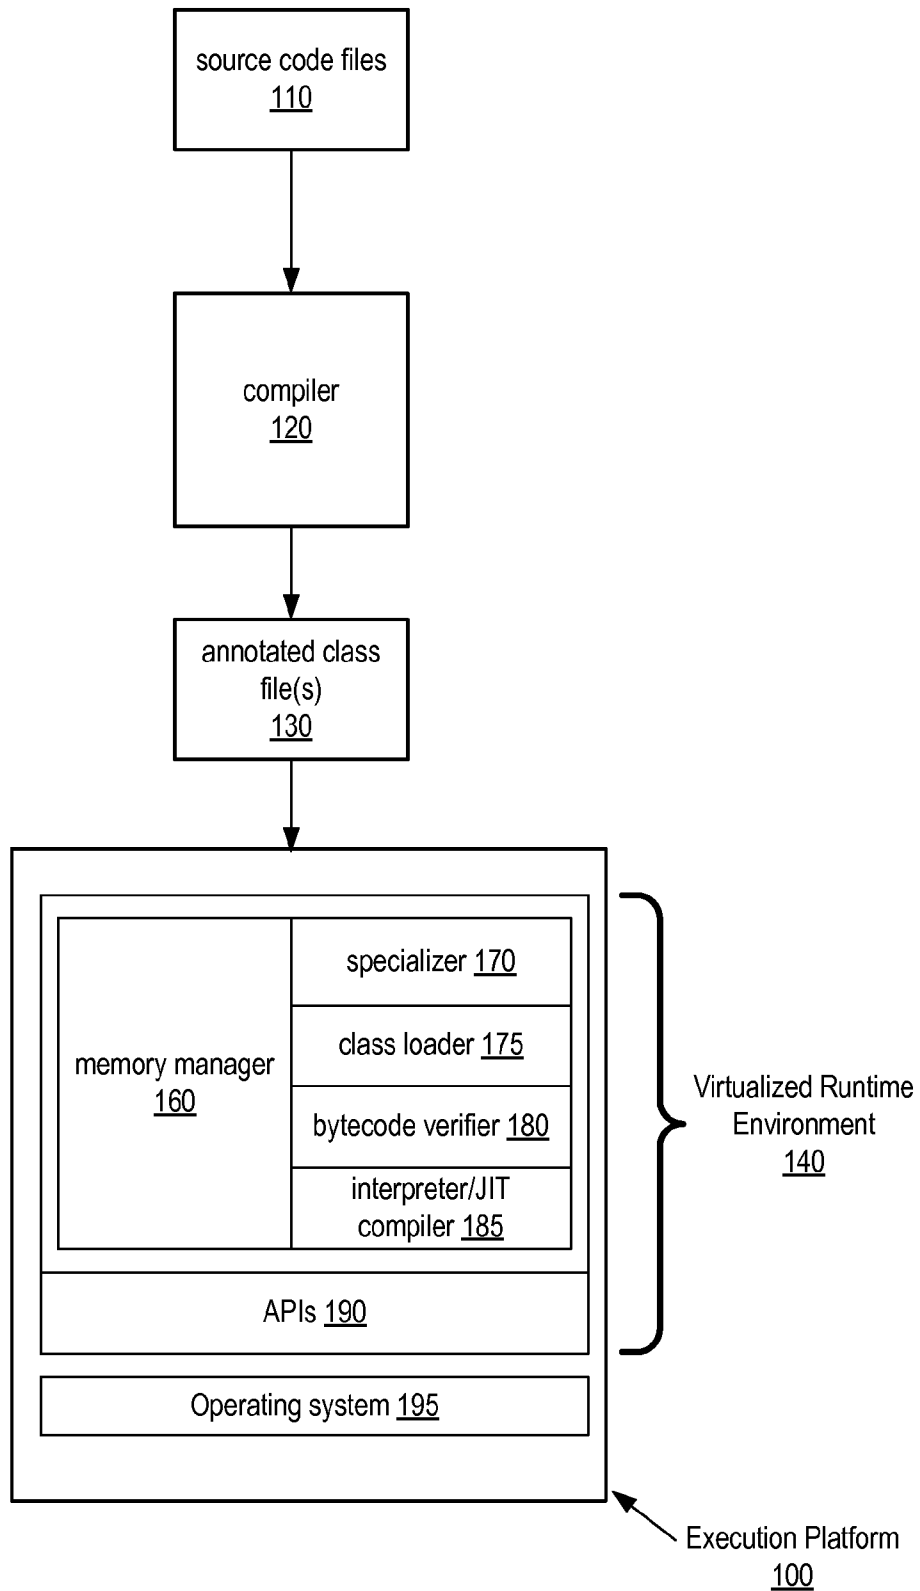 source code files
110
compiler
120
annotated class
file(s)
130
memory manager
160
specializer 170
class loader 175
bytecode verifier 180
interpreter/JIT
compiler 185
APIs 190
Operating system 195
Virtualized Runtime
Environment
140
Execution Platform
100